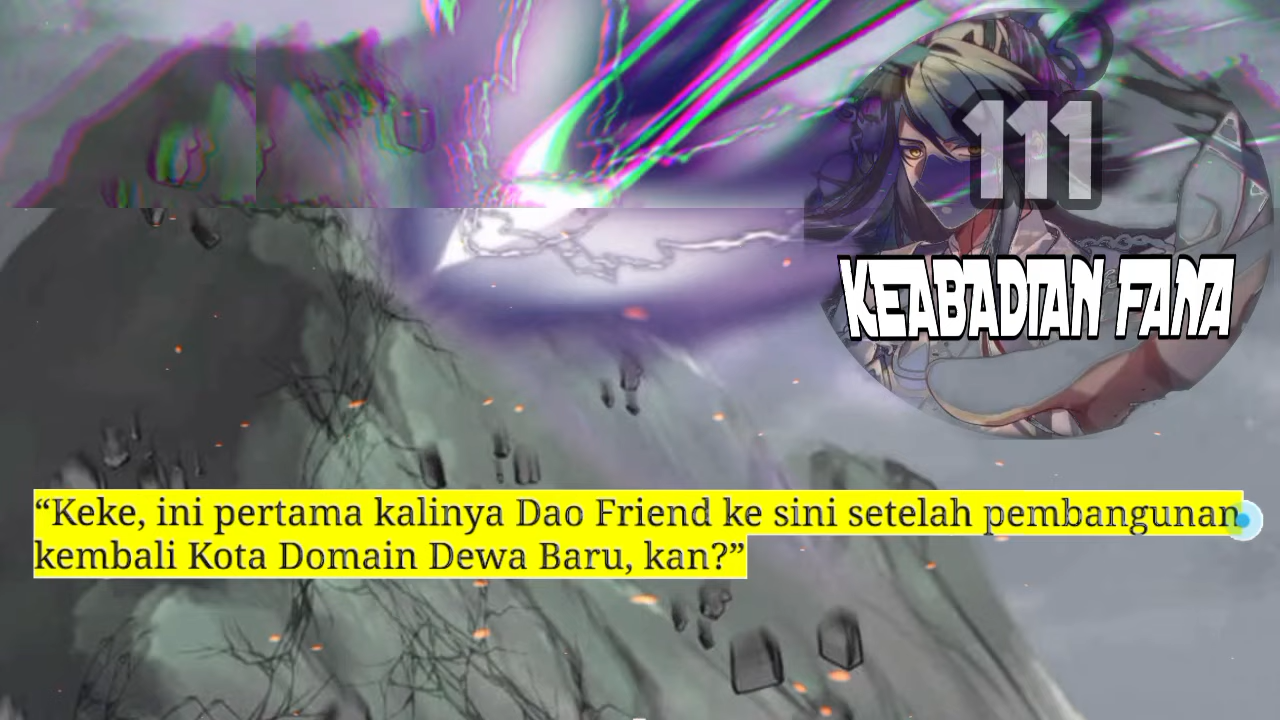 111
KEABADIAN FANA
“Keke, ini pertama kalinya Dao Friend ke sini setelah pembangunan
kembali Kota Domain Dewa Baru, kan?”